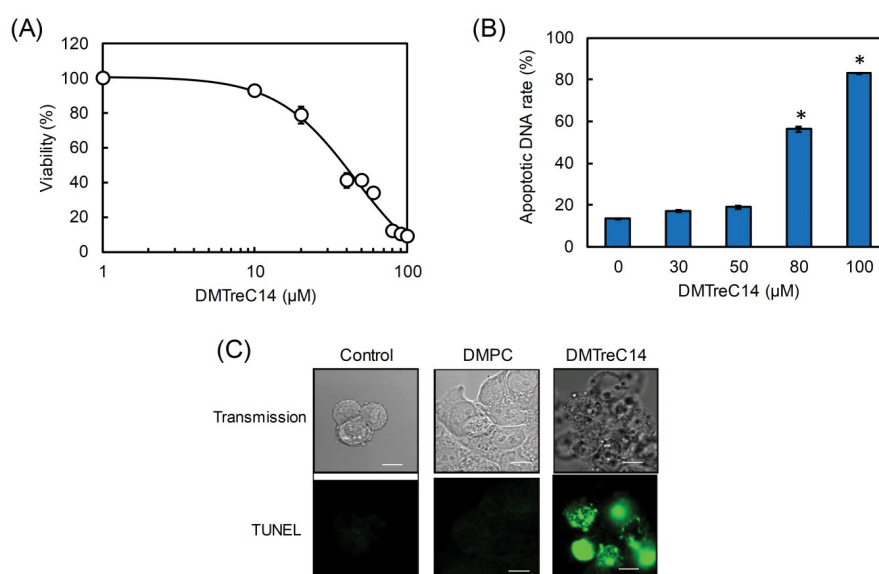 (A)
120
100
80
60
40
20
0
Viability (%)
1
10
100
DMTreC14 (μM)
(B)
100
80
60
40
20
0
Apoptotic DNA rate (%)
*
*
0
30
50
80
100
DMTreC14 (μM)
(C)
Control
DMPC
DMTreC14
Transmission
TUNEL